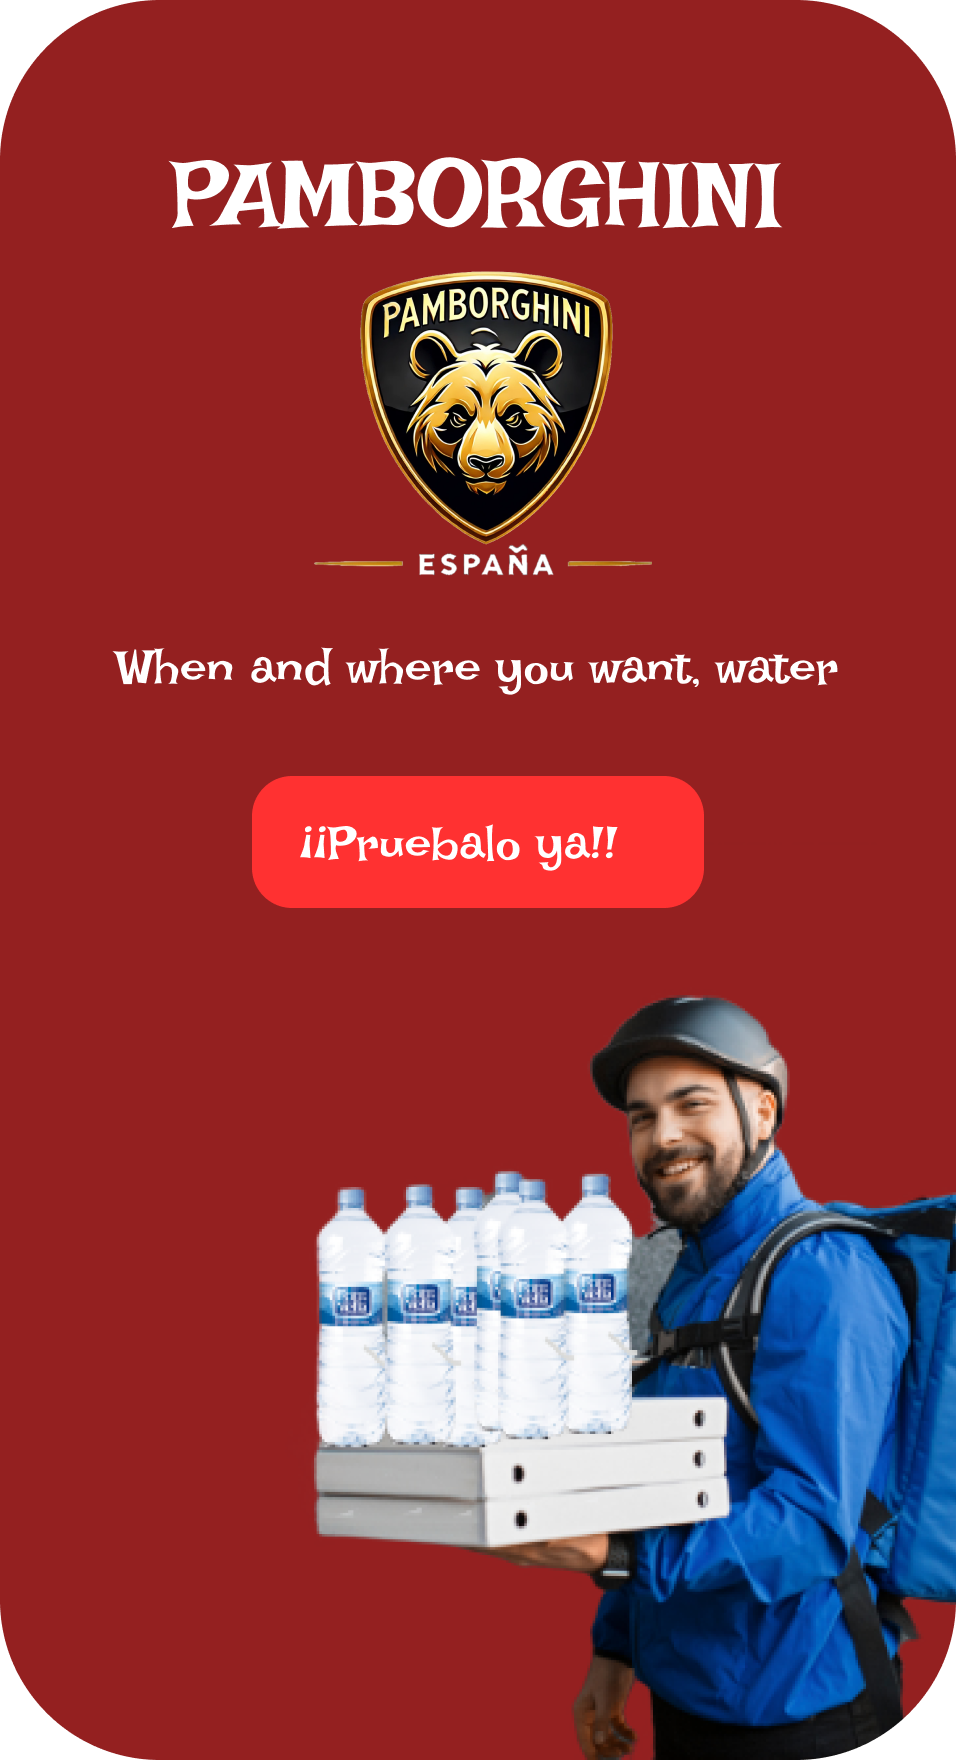 PAMBORGHINI
PAMBORGHINI
ESPAÑA
When and where you want, water
¡¡Pruebalo ya!!